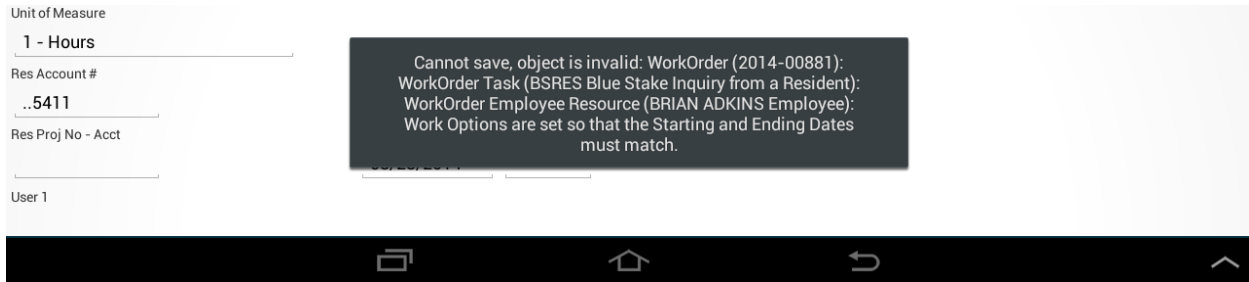 Unit of Measure
1 - Hours
Res Account #
..5411
Res Proj No - Acct
User 1
Cannot save, object is invalid: WorkOrder (2014-00881):
WorkOrder Task (BSRES Blue Stake Inquiry from a Resident):
WorkOrder Employee Resource (BRIAN ADKINS Employee):
Work Options are set so that the Starting and Ending Dates
must match.